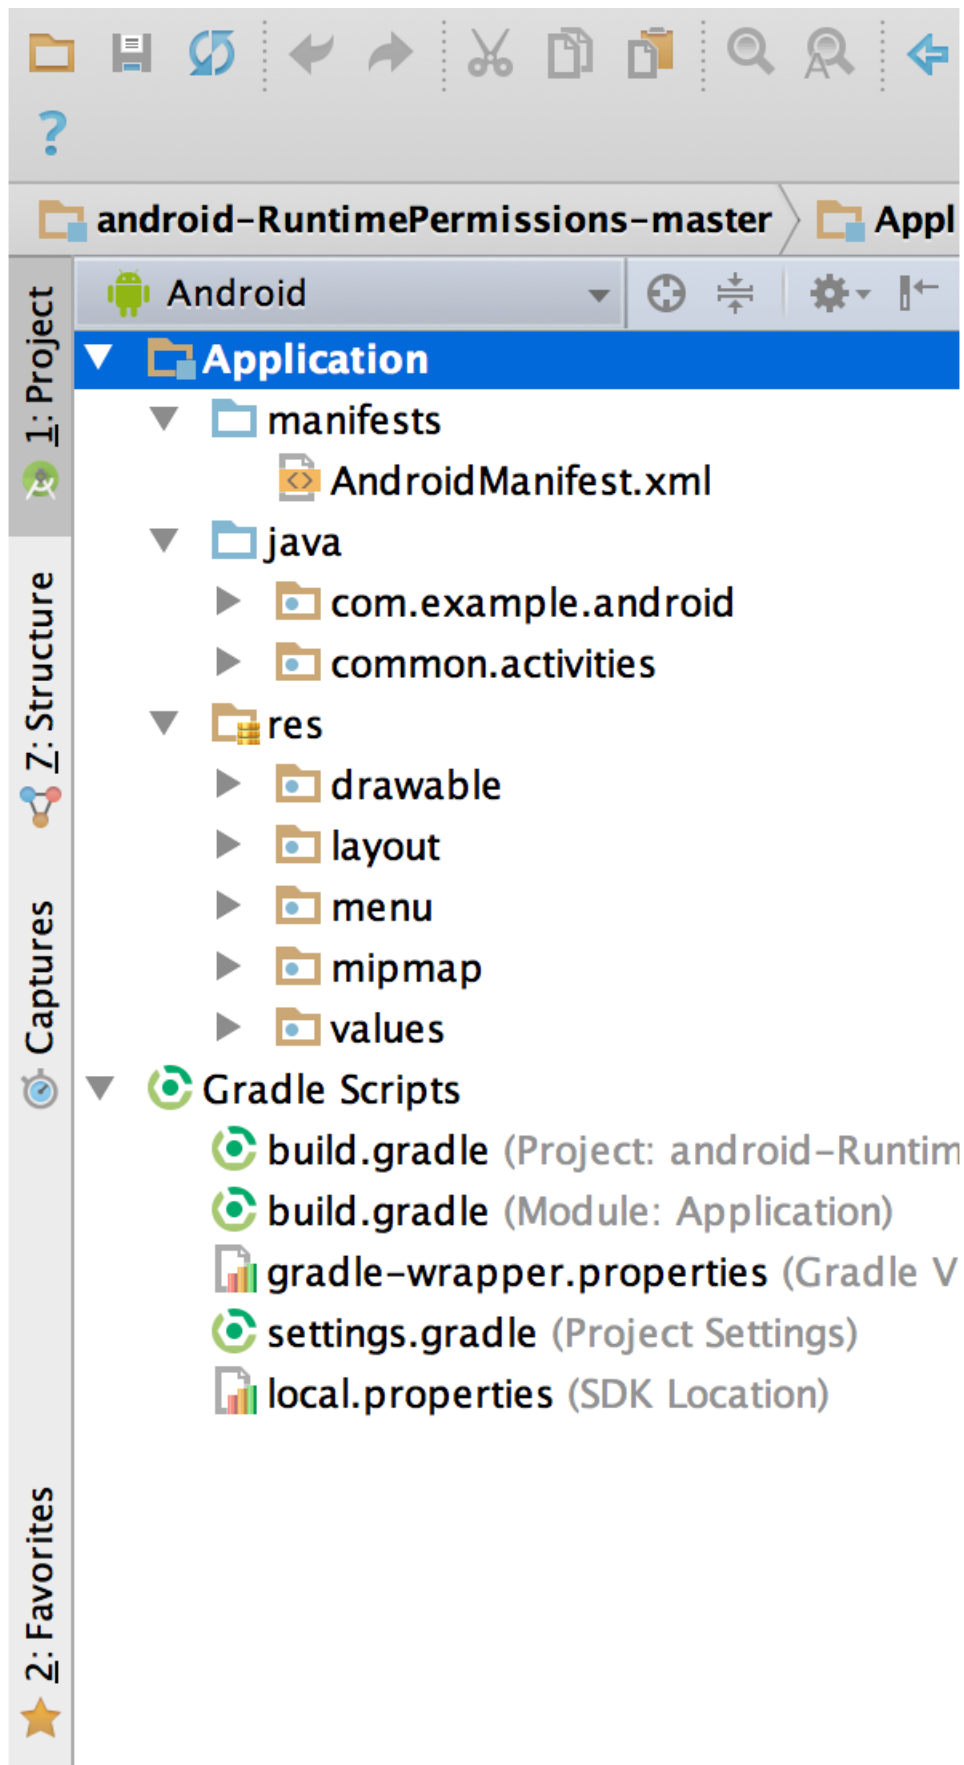 ?
android-RuntimePermissions-master Appl
Android
1: Project
Application
manifests
AndroidManifest.xml
java
com.example.android
common.activities
7: Structure
res
drawable
layout
menu
mipmap
values
Captures
Gradle Scripts
build.gradle (Project: android-Runtim
build.gradle (Module: Application)
gradle-wrapper.properties (Gradle V
settings.gradle (Project Settings)
local.properties (SDK Location)
2: Favorites